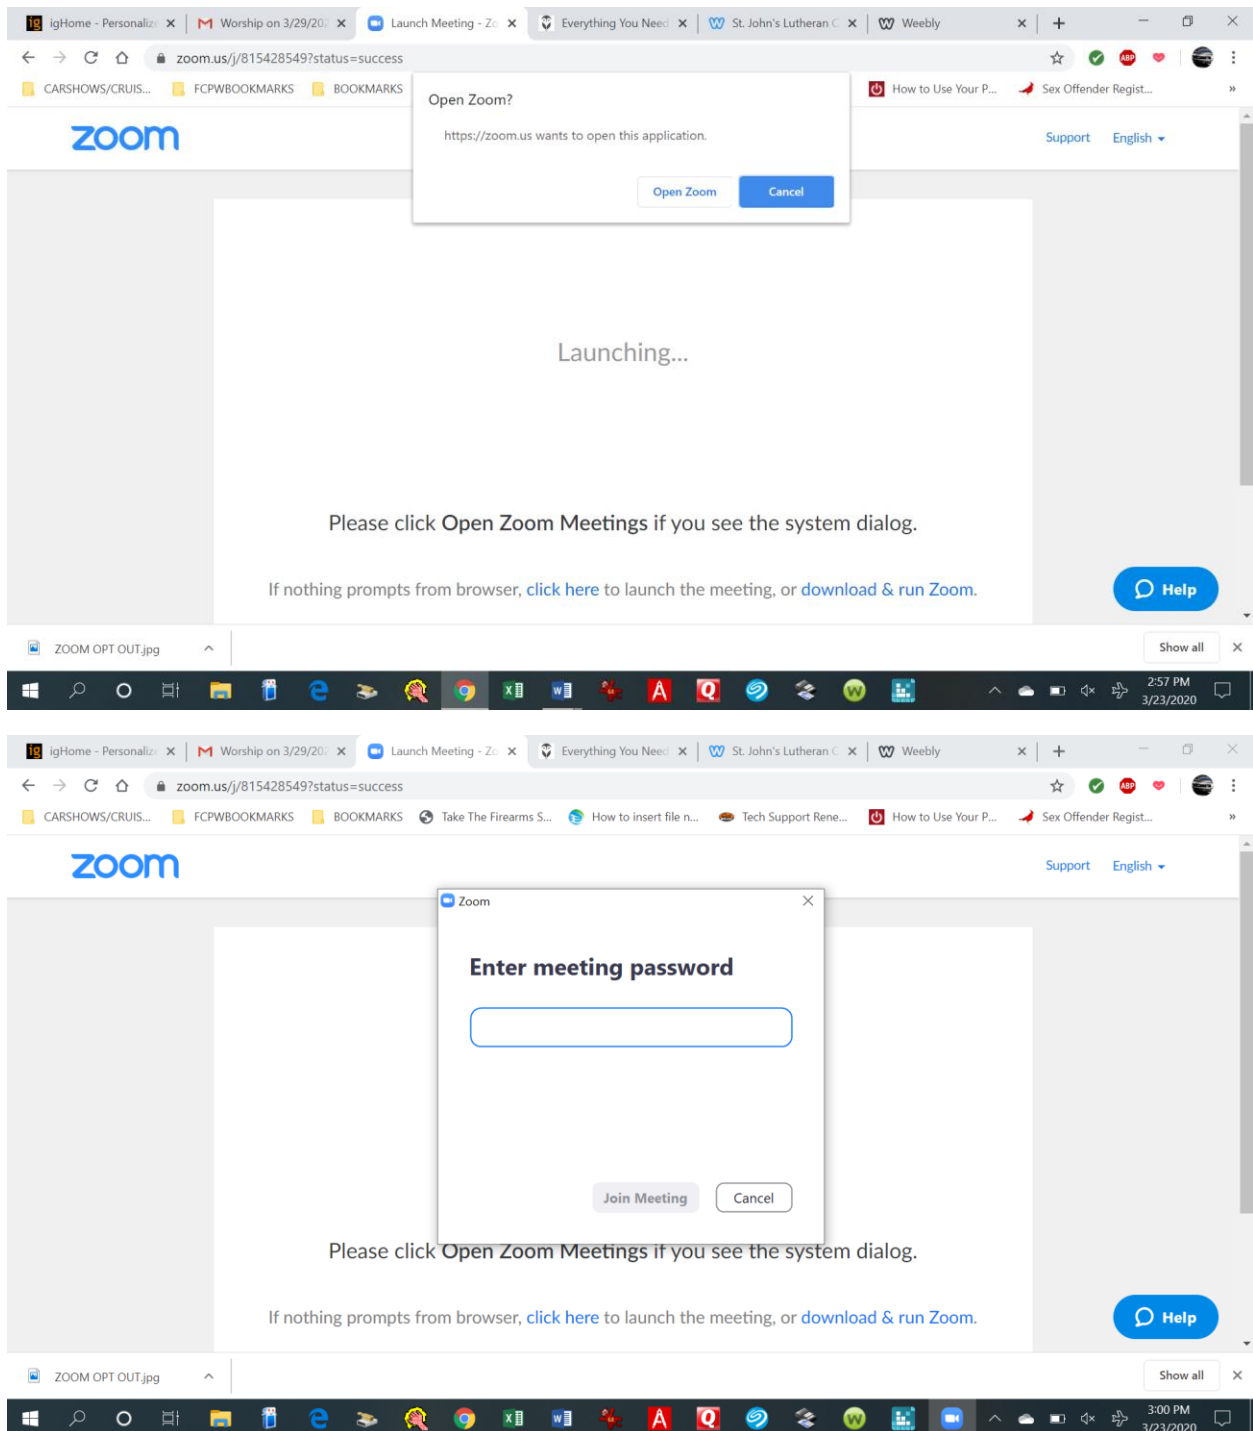 igHome - Personaliz
Worship on 3/29/202
Launch Meeting - Zo
Everything You Need
St. John's Lutheran C
Weebly
zoom.us/j/815428549?status=success
CARSHOWS/CRUIS...
FCPWBOOKMARKS
BOOKMARKS
How to Use Your P...
Sex Offender Regist...
»
Open Zoom?
https://zoom.us wants to open this application.
Open Zoom
Cancel
zoom
Support
English
Launching...
Please click Open Zoom Meetings if you see the system dialog.
If nothing prompts from browser, click here to launch the meeting, or download & run Zoom.
Help
ZOOM OPT OUT.jpg
Show all
2:57 PM
3/23/2020
igHome - Personaliz
Worship on 3/29/202
Launch Meeting - Zo
Everything You Need
St. John's Lutheran C
Weebly
zoom.us/j/815428549?status=success
ABP
CARSHOWS/CRUIS...
FCPWBOOKMARKS
BOOKMARKS
Take The Firearms S...
How to insert file n...
Tech Support Rene...
How to Use Your P...
Sex Offender Regist...
»
zoom
Support
English
Zoom
Enter meeting password
Join Meeting
Cancel
Please click Open Zoom Meetings if you see the system dialog.
If nothing prompts from browser, click here to launch the meeting, or download & run Zoom.
Help
ZOOM OPT OUT.jpg
Show all
3:00 PM
3/23/2020